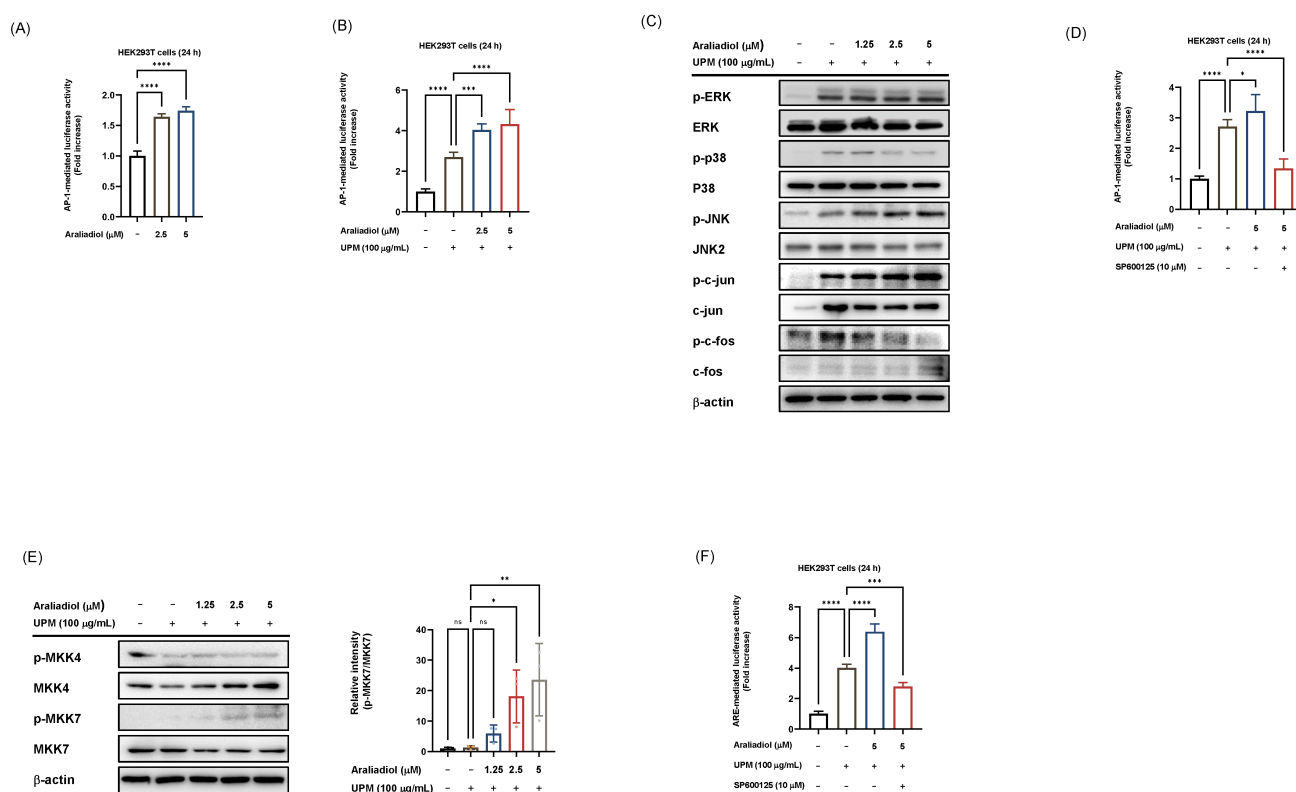 (A)
HEK293T cells (24 h)
****
****
AP-1-mediated luciferase activity
(Fold increase)
2.0
1.5
1.0
0.5
0.0
Araliadiol (μM) – 2.5 5
(B)
HEK293T cells (24 h)
****
**** ***
AP-1-mediated luciferase activity
(Fold increase)
6
4
2
0
Araliadiol (μM) – – 2.5 5
UPM (100 μg/mL) – + + +
(C)
Araliadiol (μM) – – 1.25 2.5 5
UPM (100 μg/mL) – + + + +
p-ERK
ERK
p-p38
P38
p-JNK
JNK2
p-c-jun
c-jun
p-c-fos
c-fos
β-actin
(D)
HEK293T cells (24 h)
****
**** *
AP-1-mediated luciferase activity
(Fold increase)
4
3
2
1
0
Araliadiol (μM) – – 5 5
UPM (100 μg/mL) – + + +
SP600125 (10 μM) – – – +
(E)
Araliadiol (μM) – – 1.25 2.5 5
UPM (100 μg/mL) – + + + +
p-MKK4
MKK4
p-MKK7
MKK7
β-actin
**
*
ns ns
Relative intensity
(p-MKK7/MKK7)
40
30
20
10
0
Araliadiol (μM) – – 1.25 2.5 5
UPM (100 μg/mL) – + + + +
(F)
HEK293T cells (24 h)
***
**** ****
ARE-mediated luciferase activity
(Fold increase)
8
6
4
2
0
Araliadiol (μM) – – 5 5
UPM (100 μg/mL) – + + +
SP600125 (10 μM) – – – +